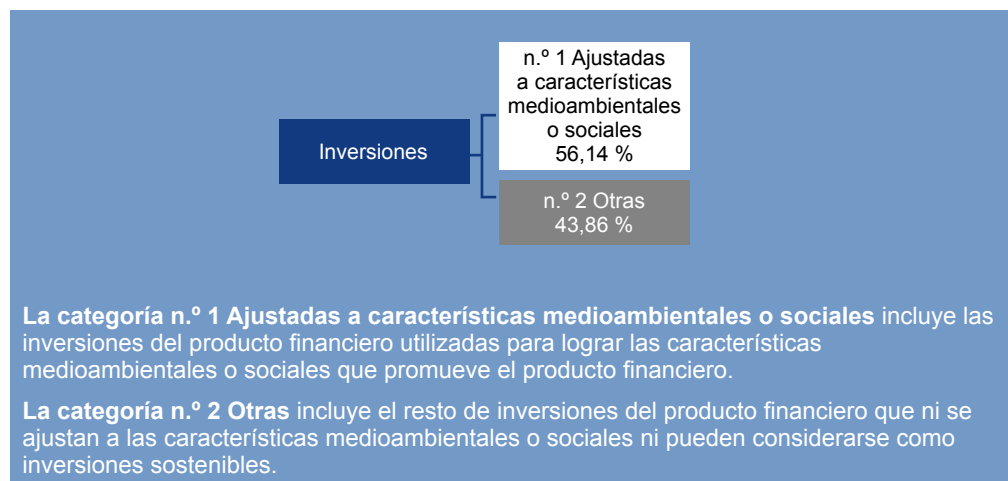 n.º 1 Ajustadas
a características
medioambientales
o sociales
56,14 %
Inversiones
n.º 2 Otras
43,86 %
La categoría n.º 1 Ajustadas a características medioambientales o sociales incluye las
inversiones del producto financiero utilizadas para lograr las características
medioambientales o sociales que promueve el producto financiero.
La categoría n.º 2 Otras incluye el resto de inversiones del producto financiero que ni se
ajustan a las características medioambientales o sociales ni pueden considerarse como
inversiones sostenibles.